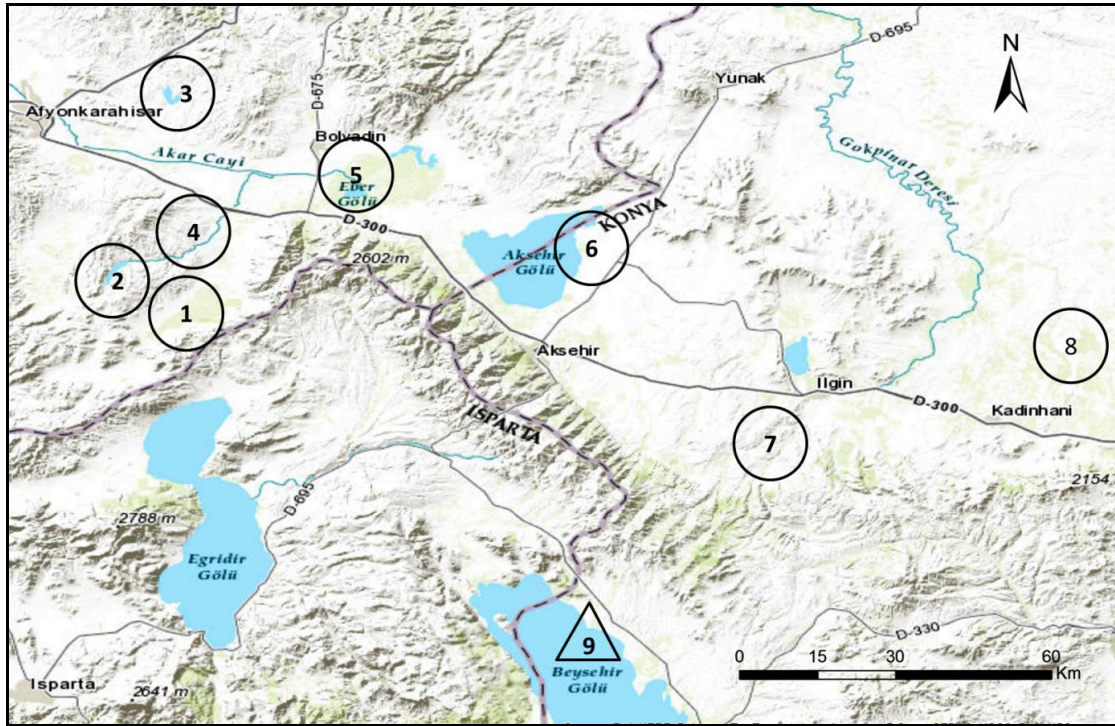 D-695
N
Yunak
3
D-675
Afyonkarahisar
Bolvadin
Akar Cayi
Gokpinar Deresi
5
Eber
Gölü
KONYA
4
D-300
6
Aksehir
Gölü
2602 m
2
1
8
Aksehir
Ilgin
D-300
Kadinhani
ISPARTA
7
2154
D-695
2788 m
Egridir
Gölü
D-330
9
Beysehir
Gölü
0 15 30 60
Km
Isparta
2641 m